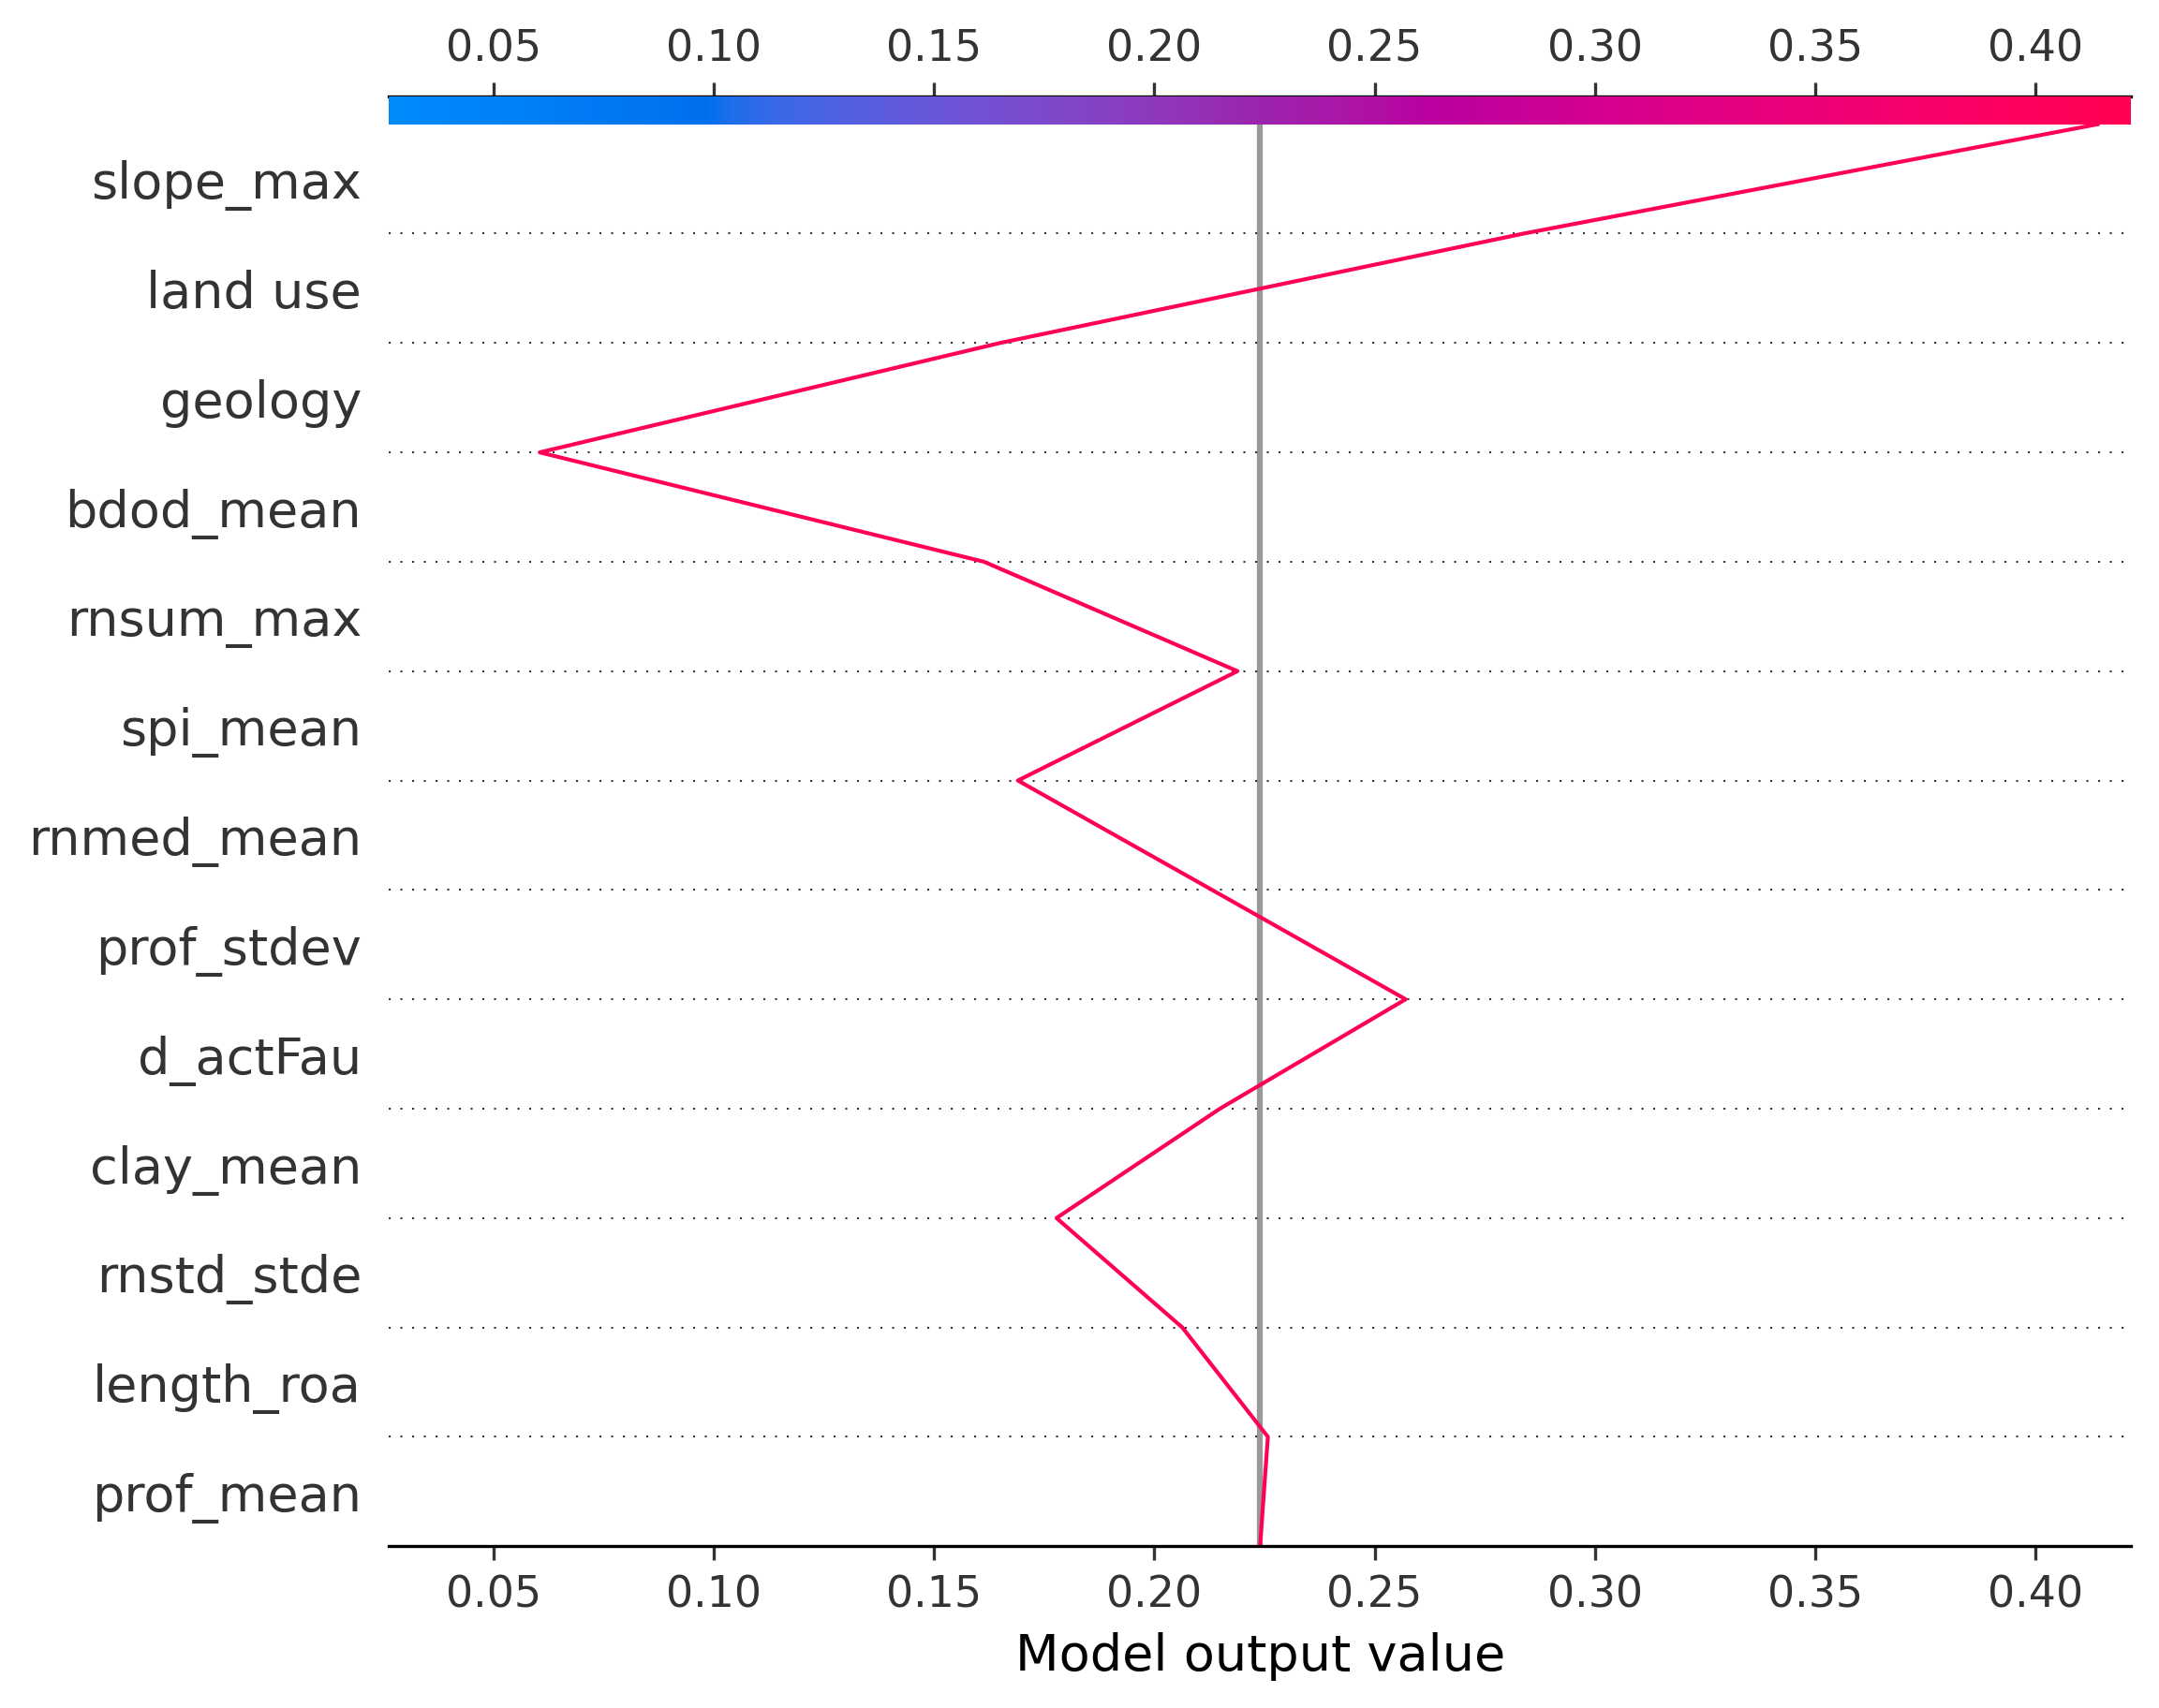 0.05 0.10 0.15 0.20 0.25 0.30 0.35 0.40
slope_max
land use
geology
bdod_mean
rnsum_max
spi_mean
rnmed_mean
prof_stdev
d_actFau
clay_mean
rnstd_stde
length_roa
prof_mean
0.05 0.10 0.15 0.20 0.25 0.30 0.35 0.40
Model output value